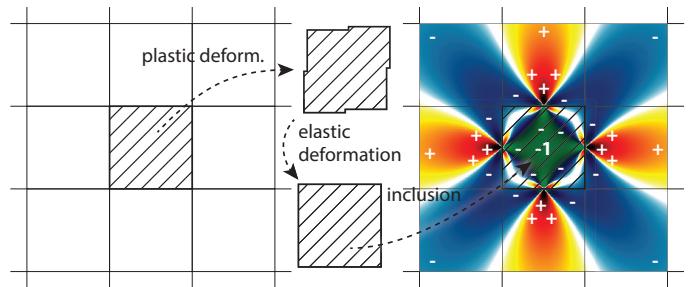 plastic deform.
elastic
deformation
inclusion
- + -
+ +
+ +
- - - -
+ - - +
+ + - -1 - + +
+ - - +
- - - -
+ +
+ +
- + -